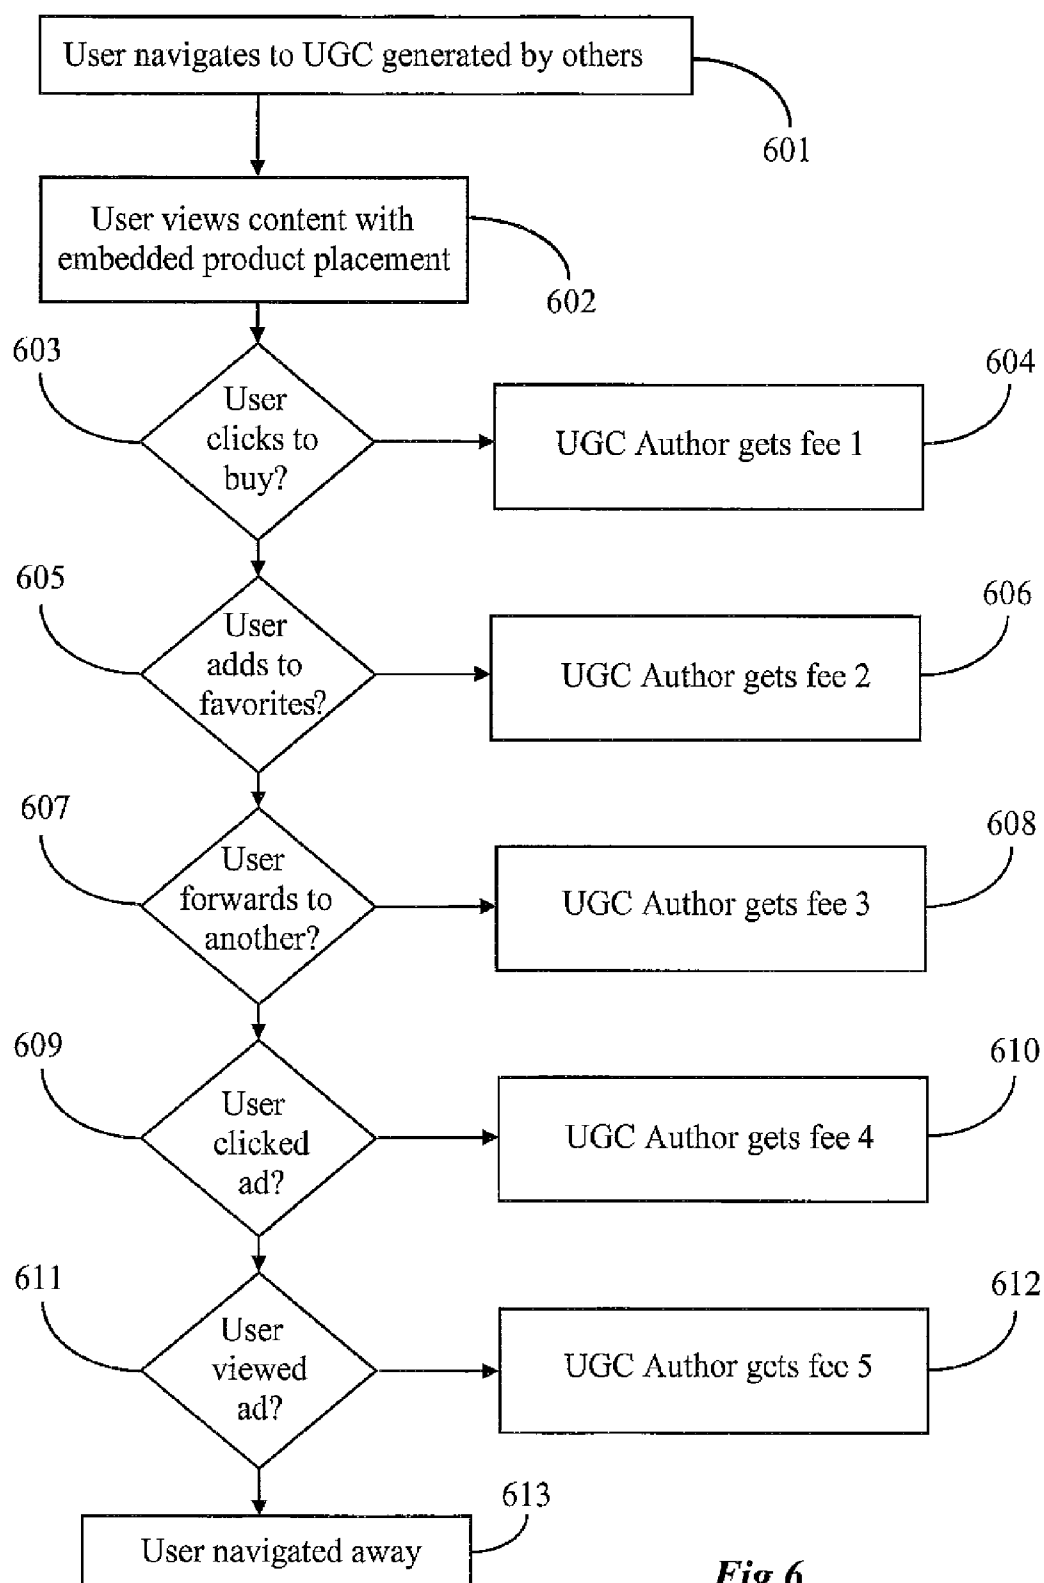 User navigates to UGC generated by others
601
User views content with
embedded product placement
602
603
User
clicks to
buy?
UGC Author gets fee 1
604
605
User
adds to
favorites?
UGC Author gets fee 2
606
607
User
forwards to
another?
UGC Author gets fee 3
608
609
User
clicked
ad?
UGC Author gets fee 4
610
611
User
viewed
ad?
UGC Author gets fee 5
612
613
User navigated away
Fig 6